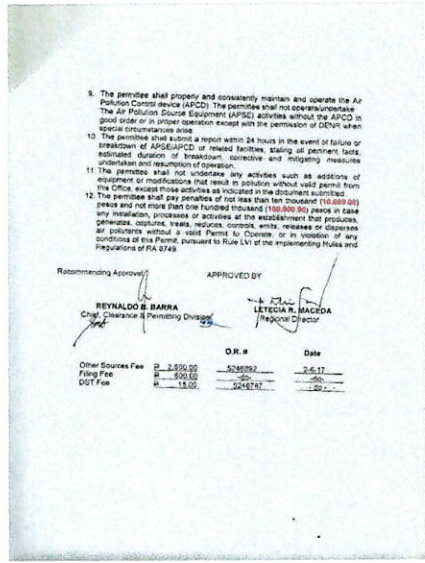 9. The permittee shall properly and consistently maintain and operate the Air
Pollution Control device (APCD). The permittee shall not operate/undertake
The Air Pollution Source Equipment (APSE) activities without the APCD in
good order or in proper operation except with the permission of DENR when
special circumstances arise.
10. The permittee shall submit a report within 24 hours in the event of failure or
breakdown of APSE/APCD or related facilities, stating all pertinent facts,
estimated duration of breakdown, corrective and mitigating measures
undertaken and resumption of operation.
11. The permittee shall not undertake any activities such as additions of
equipment or modifications that result in pollution without valid permit from
this Office, except those activities as indicated in the document submitted.
12. The permittee shall pay penalties of not less than ten thousand (10,000.00)
pesos and not more than one hundred thousand (100,000.00) pesos in case
any installation, processes or activities at the establishment that produces,
generates, captures, treats, reduces, controls, emits, releases or disperses
air pollutants without a valid Permit to Operate, or in violation of any
conditions of this Permit, pursuant to Rule LVI of the Implementing Rules and
Regulations of RA 8749.
Recommending Approval: APPROVED BY
REYNALDO B. BARRA LETECIA R. MACEDA
Chief, Clearance & Permitting Division Regional Director
O.R. # Date
Other Sources Fee ₱ 2,600.00 5246692 2-6-17
Filing Fee ₱ 600.00 -do- -do-
DST Fee ₱ 15.00 5246767 - do -